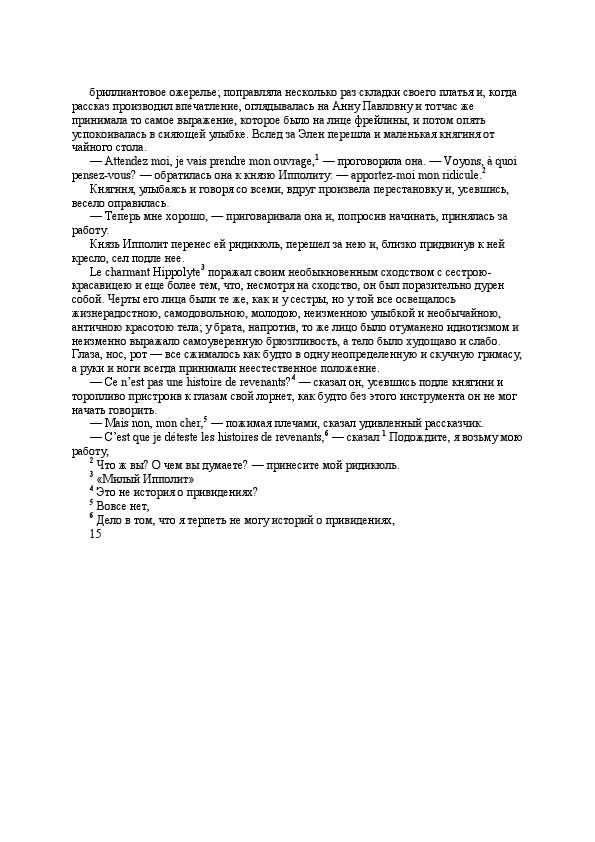 бриллиантовое ожерелье; поправляла несколько раз складки своего платья и, когда
рассказ производил впечатление, оглядывалась на Анну Павловну и тотчас же
принимала то самое выражение, которое было на лице фрейлины, и потом опять
успокоивалась в сияющей улыбке. Вслед за Элен перешла и маленькая княгиня от
чайного стола.
— Attendez moi, je vais prendre mon ouvrage,1 — проговорила она. — Voyons, à quoi
pensez-vous? — обратилась она к князю Ипполиту: — apportez-moi mon ridicule.2
Княгиня, улыбаясь и говоря со всеми, вдруг произвела перестановку и, усевшись,
весело оправилась.
— Теперь мне хорошо, — приговаривала она и, попросив начинать, принялась за
работу.
Князь Ипполит перенес ей ридикюль, перешел за нею и, близко придвинув к ней
кресло, сел подле нее.
Le charmant Hippolyte3 поражал своим необыкновенным сходством с сестрою-
красавицею и еще более тем, что, несмотря на сходство, он был поразительно дурен
собой. Черты его лица были те же, как и у сестры, но у той все освещалось
жизнерадостною, самодовольною, молодою, неизменною улыбкой и необычайною,
античною красотою тела; у брата, напротив, то же лицо было отуманено идиотизмом и
неизменно выражало самоуверенную брюзгливость, а тело было худощаво и слабо.
Глаза, нос, рот — все сжималось как будто в одну неопределенную и скучную гримасу,
а руки и ноги всегда принимали неестественное положение.
— Ce n’est pas une histoire de revenants?4 — сказал он, усевшись подле княгини и
торопливо пристроив к глазам свой лорнет, как будто без этого инструмента он не мог
начать говорить.
— Mais non, mon cher,5 — пожимая плечами, сказал удивленный рассказчик.
— C’est que je déteste les histoires de revenants,6 — сказал 1 Подождите, я возьму мою
работу,
2 Что ж вы? О чем вы думаете? — принесите мой ридикюль.
3 «Милый Ипполит»
4 Это не история о привидениях?
5 Вовсе нет,
6 Дело в том, что я терпеть не могу историй о привидениях,
15